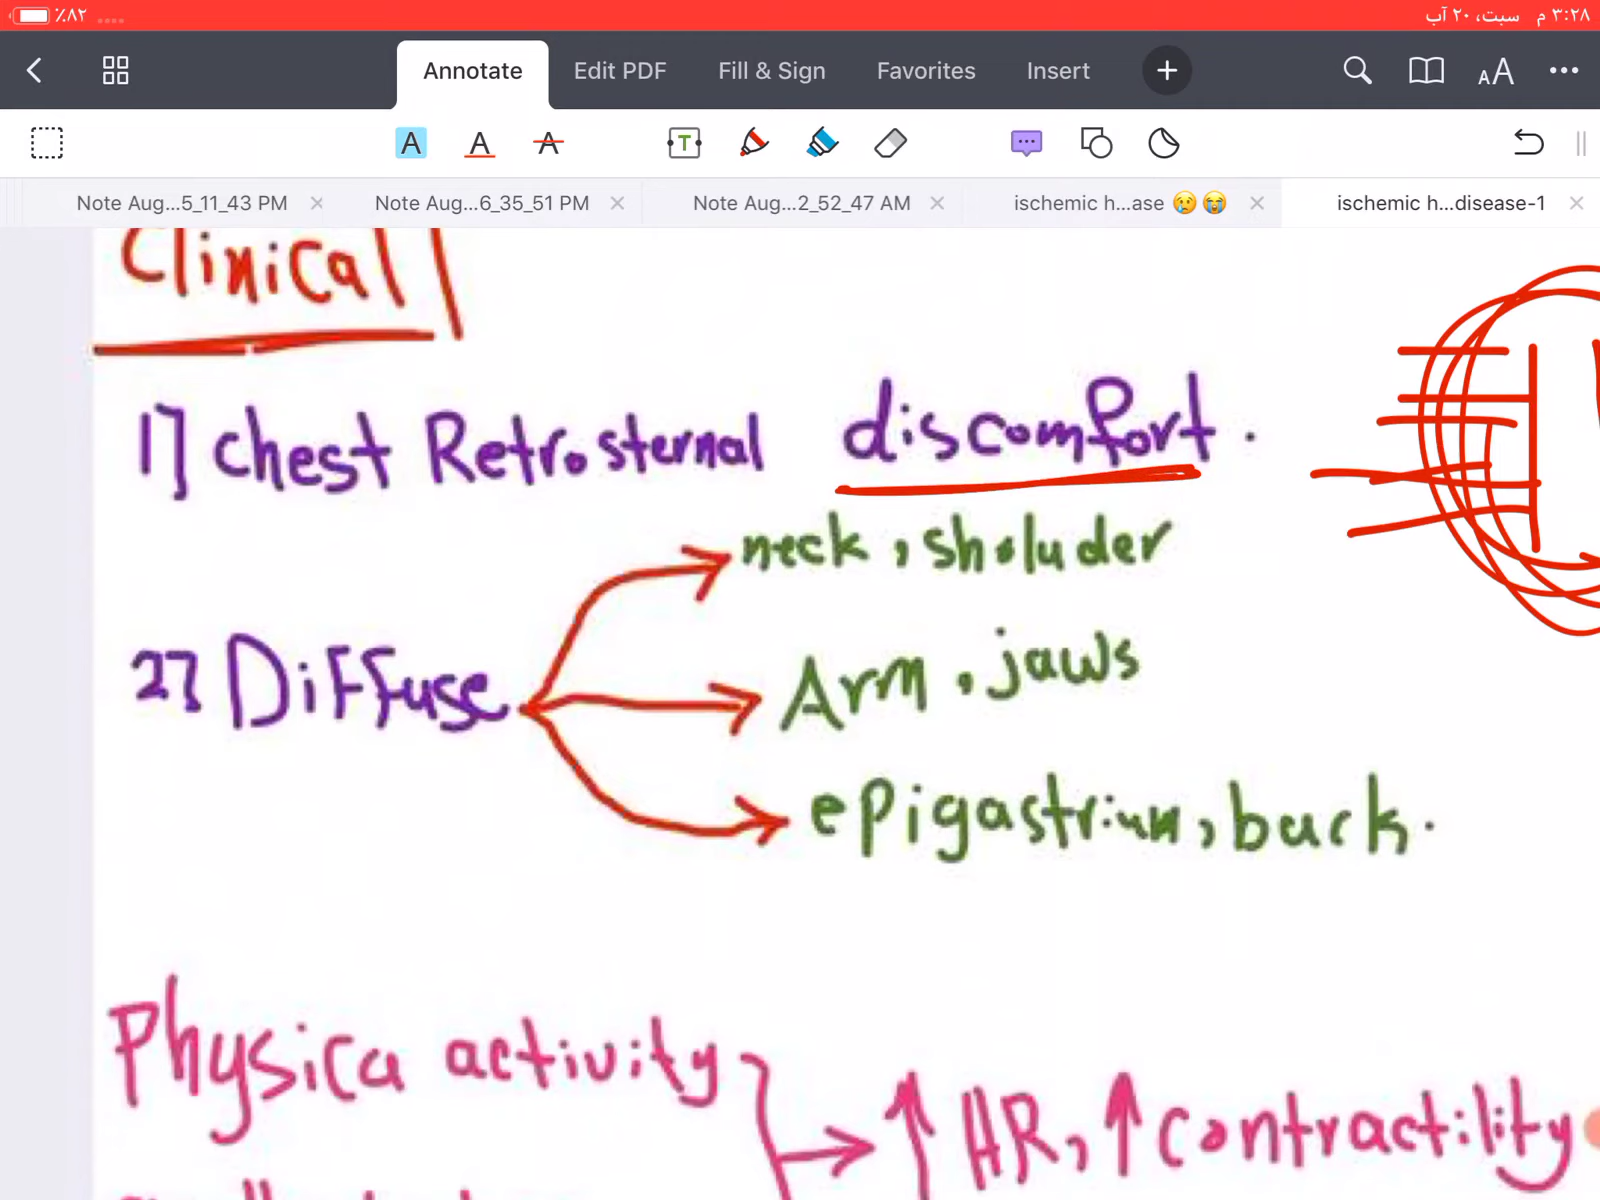 ٪٨٢
٣:٢٨ م سبت، ٢٠ آب
Annotate Edit PDF Fill & Sign Favorites Insert
Note Aug...5_11_43 PM Note Aug...6_35_51 PM Note Aug...2_52_47 AM ischemic h...ase 😢😭 ischemic h...disease-1
Clinical
1] Chest Retrosternal discomfort.
neck, sholuder
2] Diffuse
Arm, jaws
epigastrium, back.
Physica activity
↑ HR, ↑ contractility